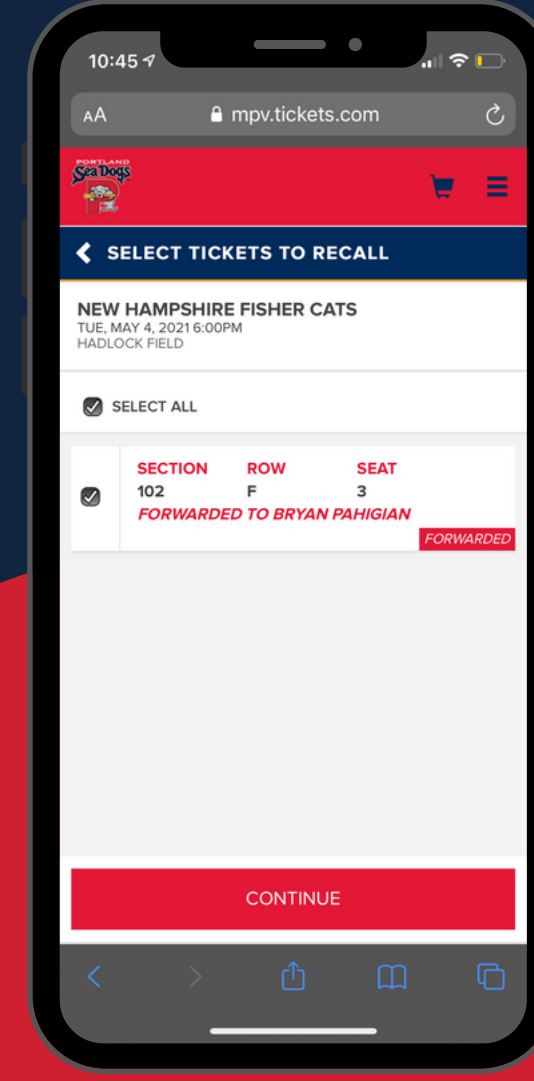 10:45
AA mpv.tickets.com
PORTLAND
Sea Dogs
SELECT TICKETS TO RECALL
NEW HAMPSHIRE FISHER CATS
TUE, MAY 4, 2021 6:00PM
HADLOCK FIELD
SELECT ALL
SECTION ROW SEAT
102 F 3
FORWARDED TO BRYAN PAHIGIAN
FORWARDED
CONTINUE